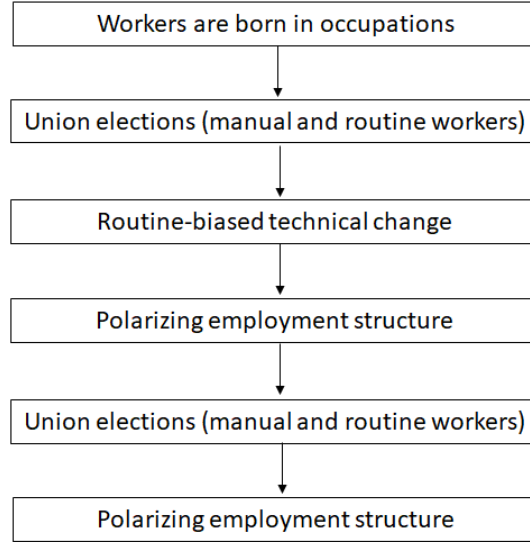 Workers are born in occupations
Union elections (manual and routine workers)
Routine-biased technical change
Polarizing employment structure
Union elections (manual and routine workers)
Polarizing employment structure